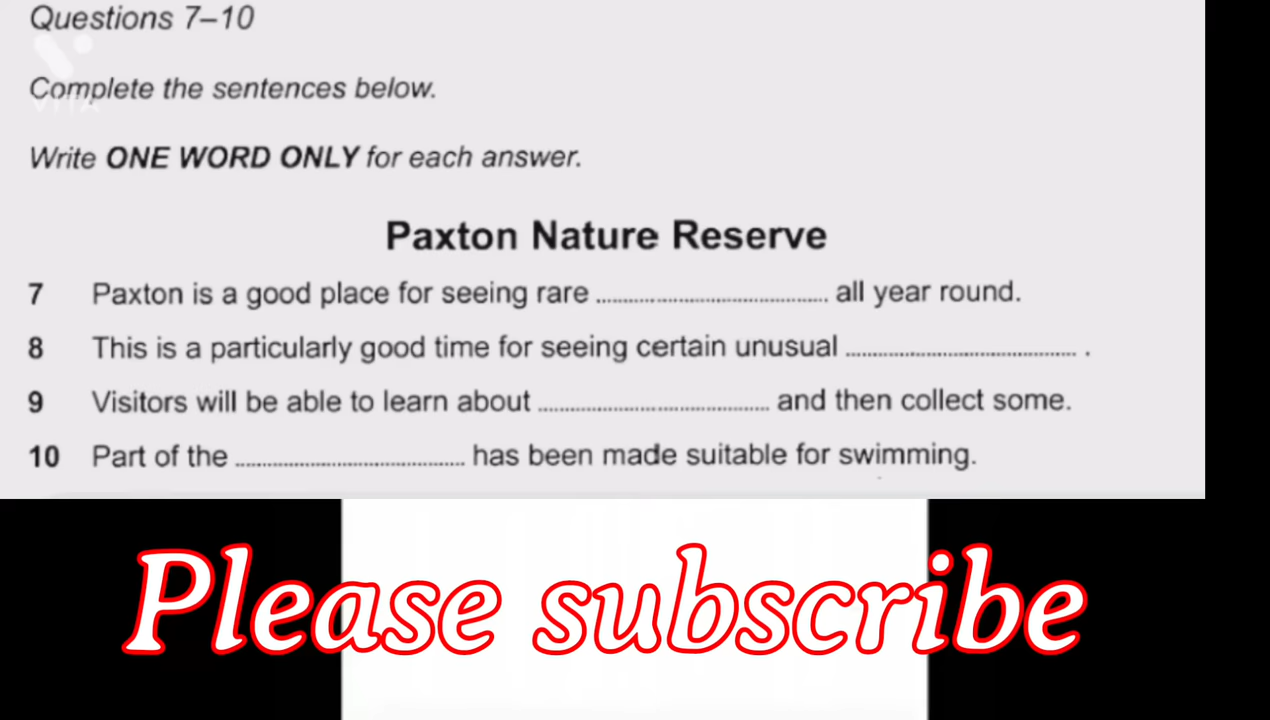 Questions 7–10
VITA
Complete the sentences below.
Write ONE WORD ONLY for each answer.
Paxton Nature Reserve
7 Paxton is a good place for seeing rare ........................................ all year round.
8 This is a particularly good time for seeing certain unusual ........................................ .
9 Visitors will be able to learn about ........................................ and then collect some.
10 Part of the ........................................ has been made suitable for swimming.
Please subscribe